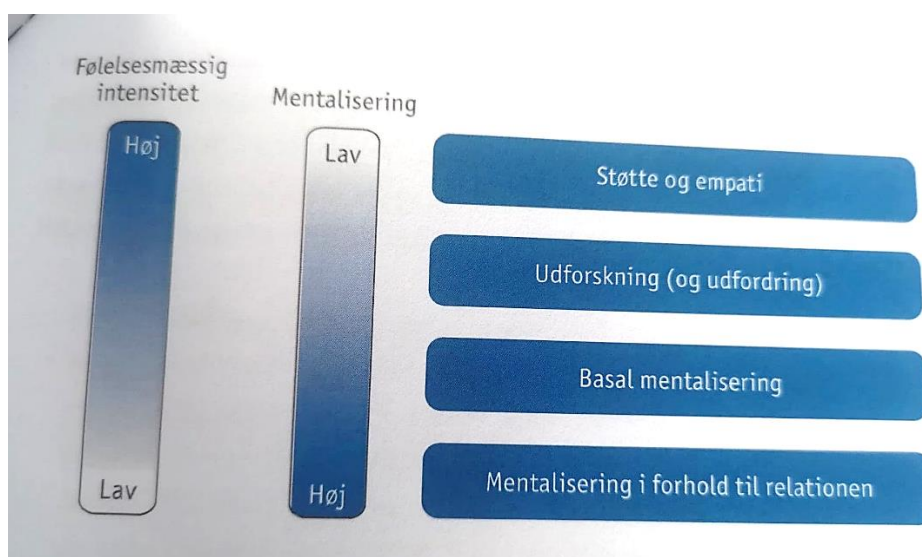 Følelsesmæssig
intensitet
Mentalisering
Høj
Lav
Støtte og empati
Udforskning (og udfordring)
Basal mentalisering
Mentalisering i forhold til relationen
Lav
Høj